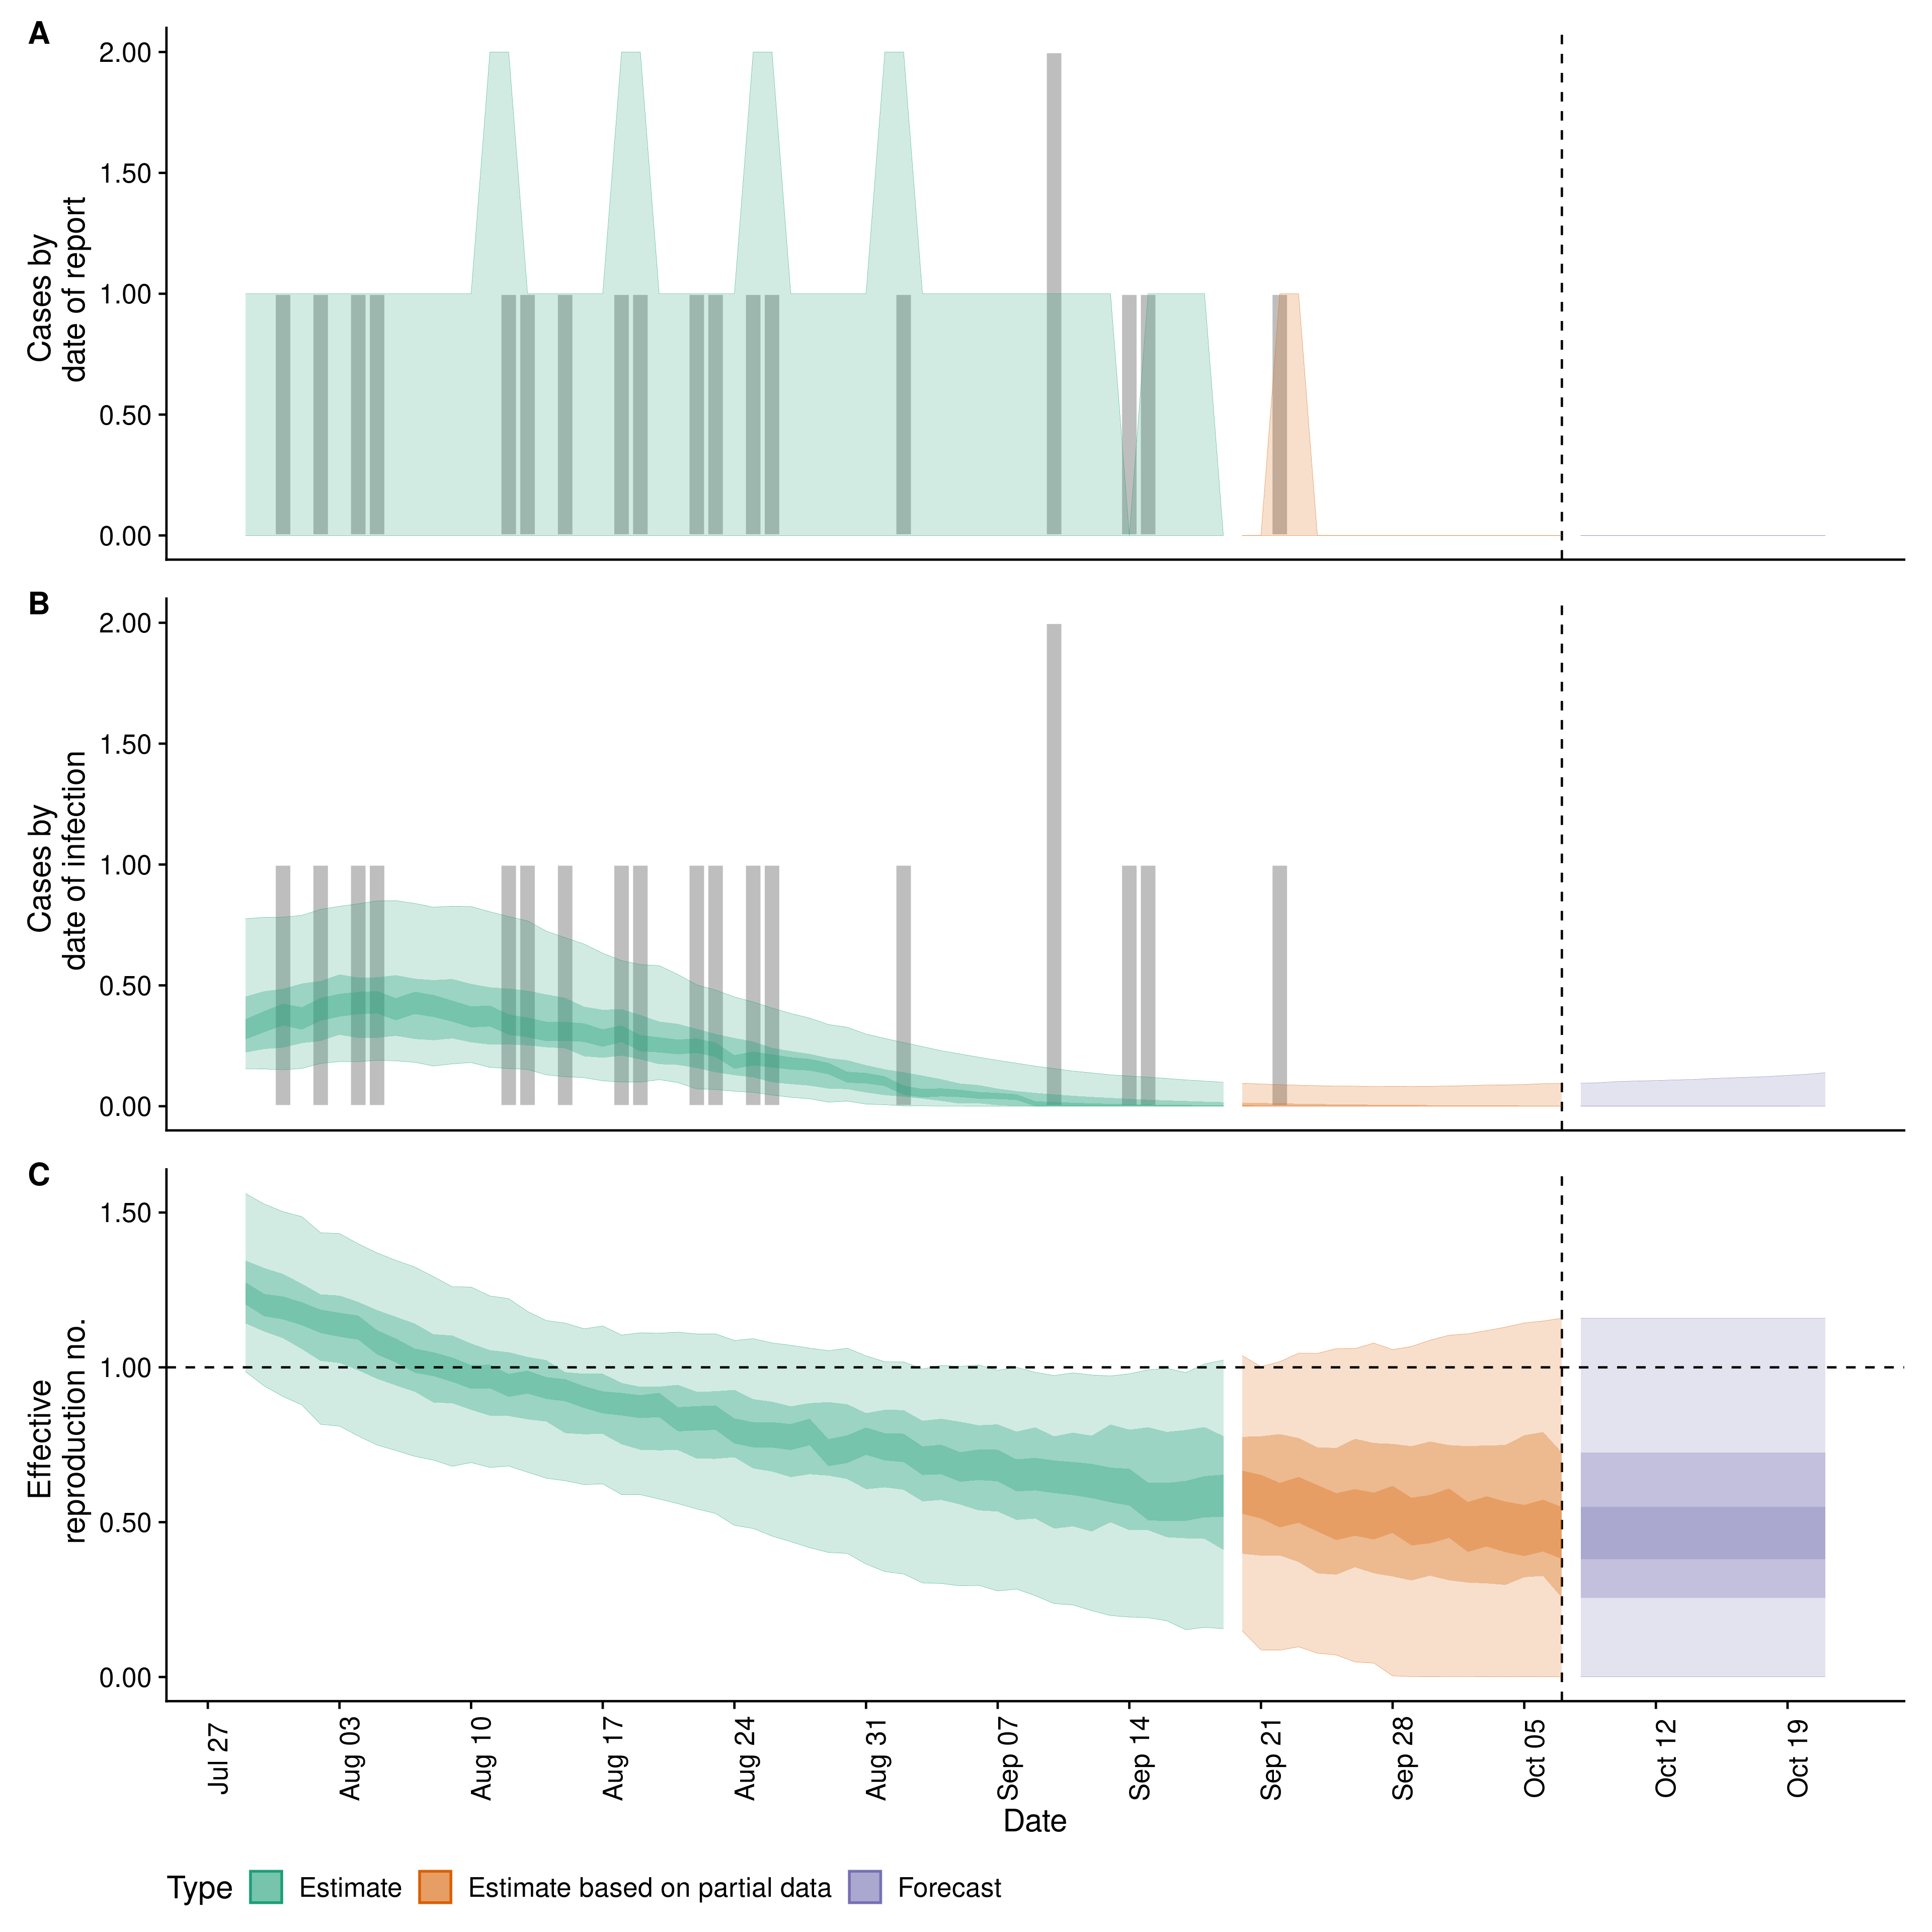 A
Cases by
date of report
2.00
1.50
1.00
0.50
0.00
B
Cases by
date of infection
2.00
1.50
1.00
0.50
0.00
C
Effective
reproduction no.
1.50
1.00
0.50
0.00
Jul 27
Aug 03
Aug 10
Aug 17
Aug 24
Aug 31
Sep 07
Sep 14
Sep 21
Sep 28
Oct 05
Oct 12
Oct 19
Date
Type Estimate Estimate based on partial data Forecast